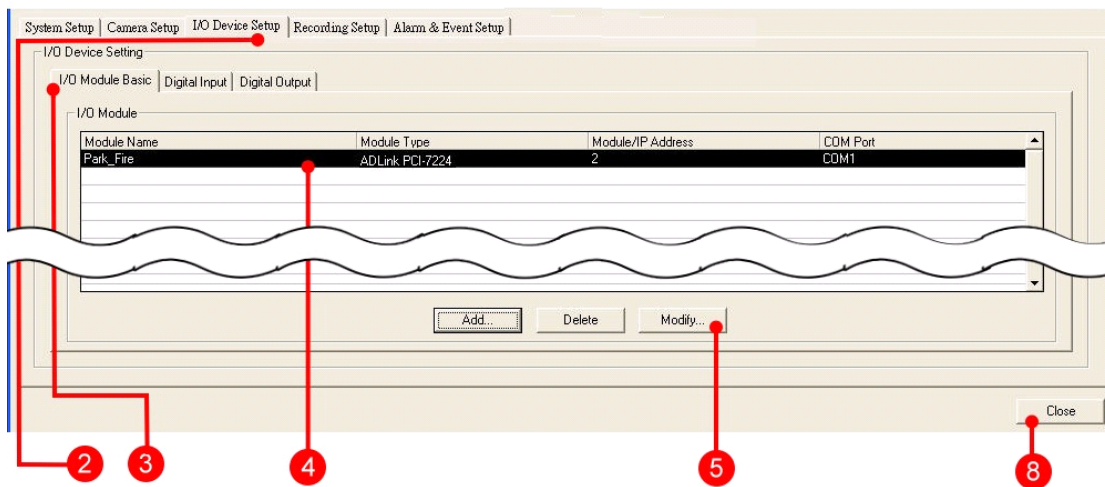 System Setup Camera Setup I/O Device Setup Recording Setup Alarm & Event Setup
I/O Device Setting
I/O Module Basic Digital Input Digital Output
I/O Module
Module Name Module Type Module/IP Address COM Port
Park_Fire ADLink PCI-7224 2 COM1
Add... Delete Modify...
Close
2 3 4 5 8